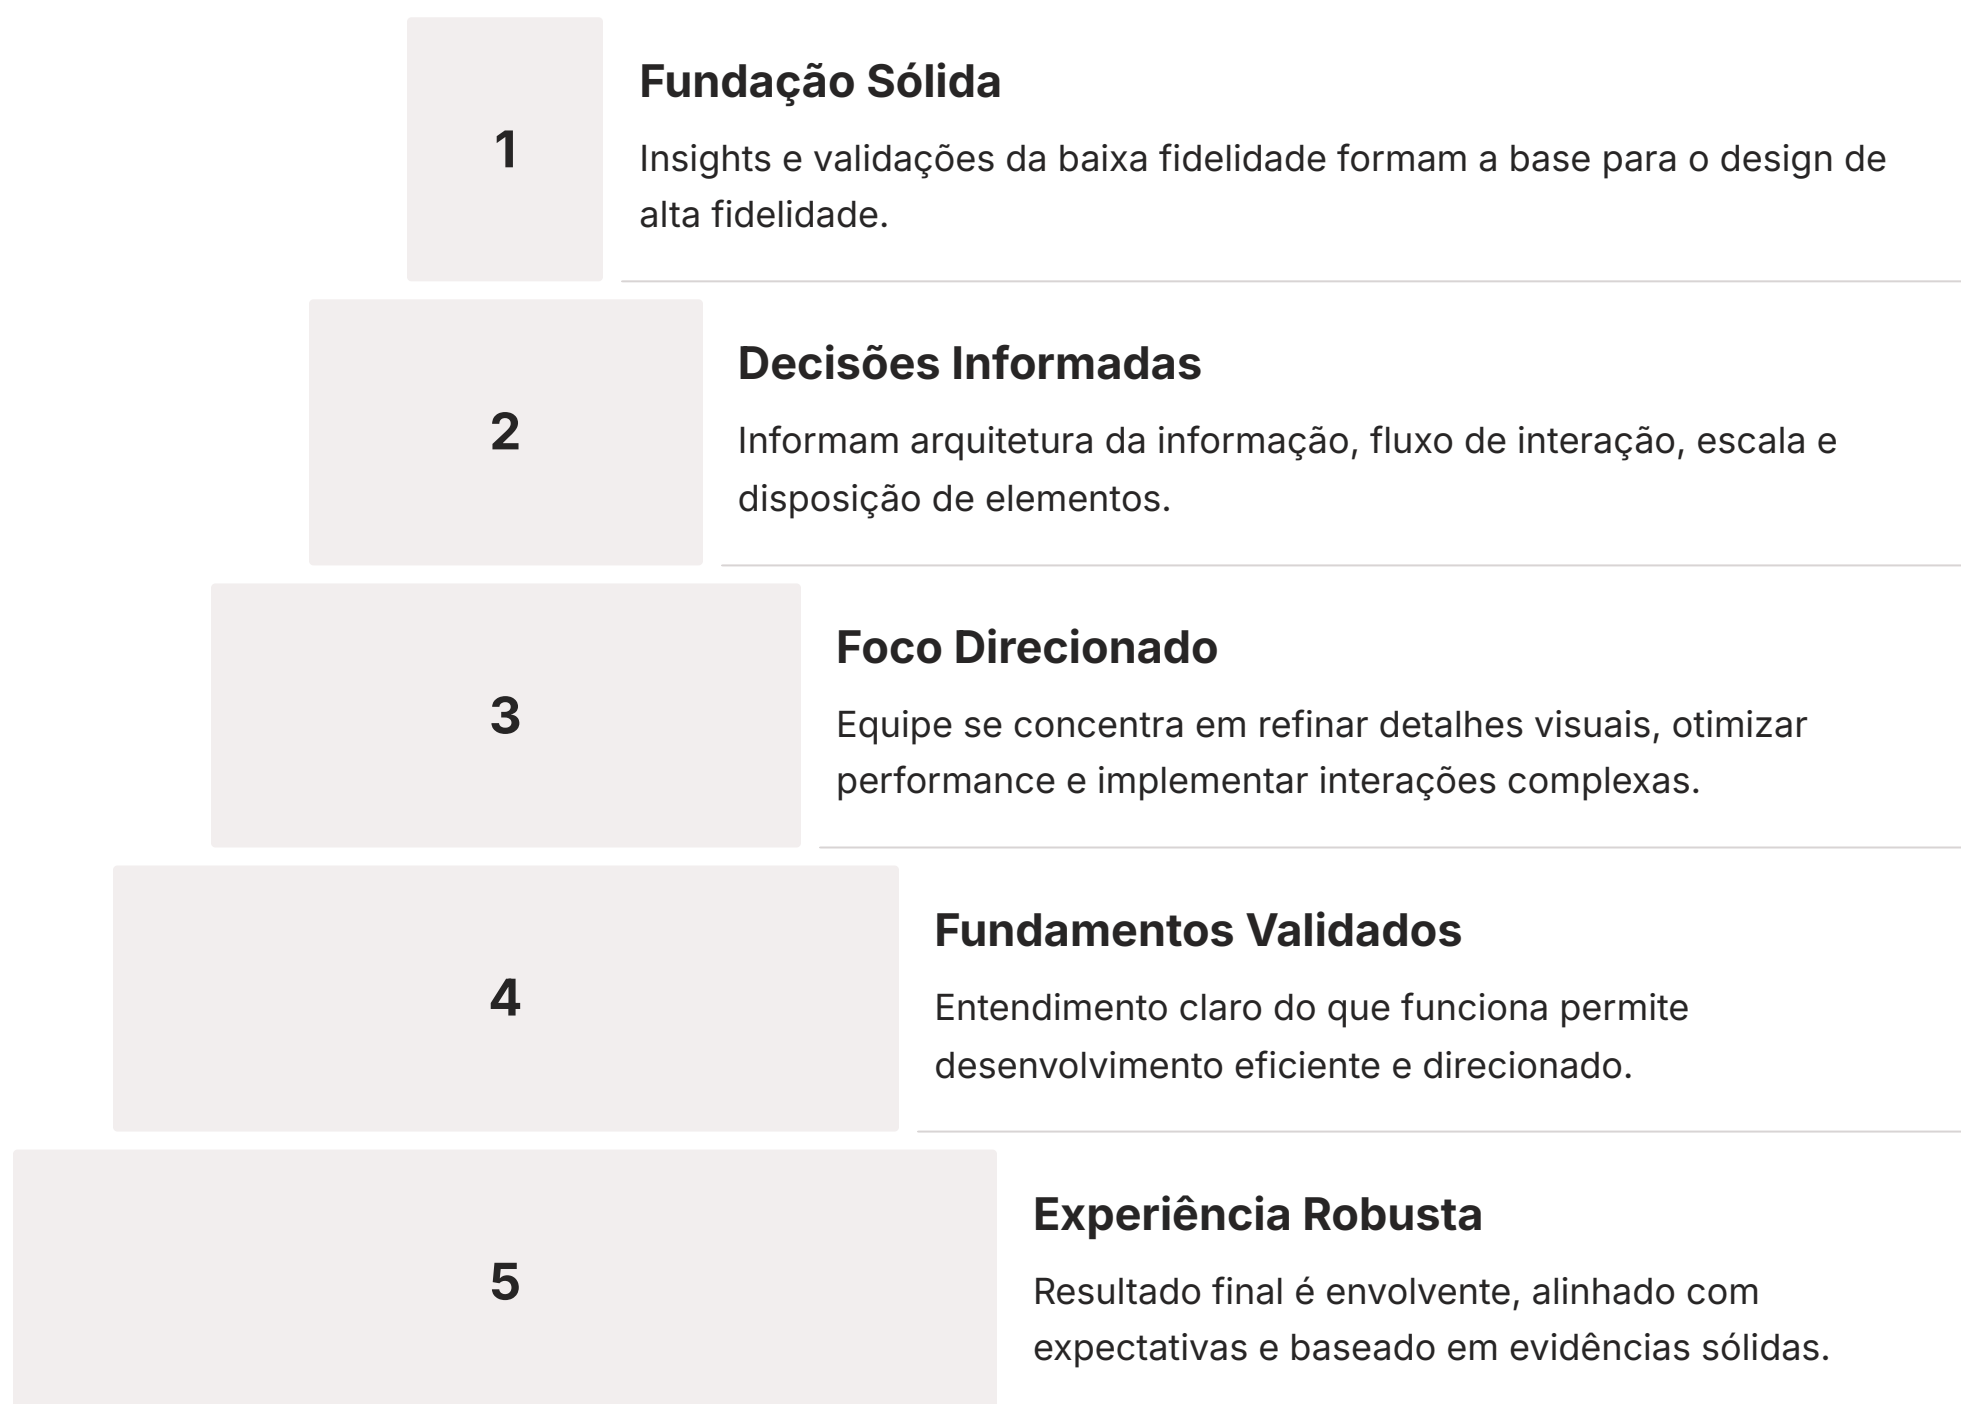 1
Fundação Sólida
Insights e validações da baixa fidelidade formam a base para o design de
alta fidelidade.
2
Decisões Informadas
Informam arquitetura da informação, fluxo de interação, escala e
disposição de elementos.
3
Foco Direcionado
Equipe se concentra em refinar detalhes visuais, otimizar
performance e implementar interações complexas.
4
Fundamentos Validados
Entendimento claro do que funciona permite
desenvolvimento eficiente e direcionado.
5
Experiência Robusta
Resultado final é envolvente, alinhado com
expectativas e baseado em evidências sólidas.